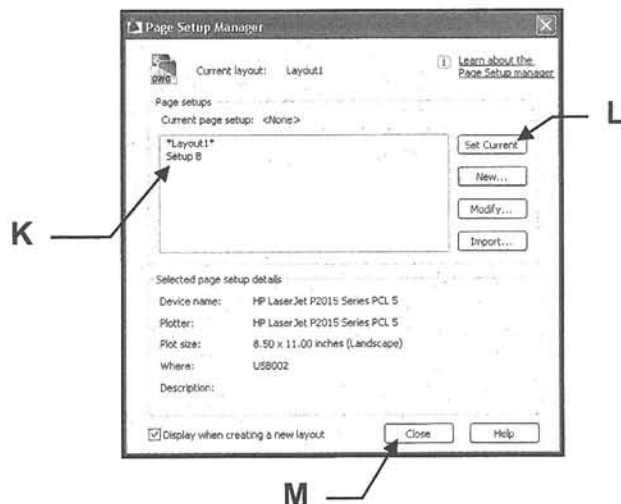 Page Setup Manager
DWG
Current layout: Layout1
i Learn about the
Page Setup manager
Page setups
Current page setup: <None>
L
*Layout1*
Setup B
Set Current
New...
Modify...
Import...
K
Selected page setup details
Device name: HP LaserJet P2015 Series PCL 5
Plotter: HP LaserJet P2015 Series PCL 5
Plot size: 8.50 x 11.00 inches (Landscape)
Where: USB002
Description:
Display when creating a new layout
Close
Help
M